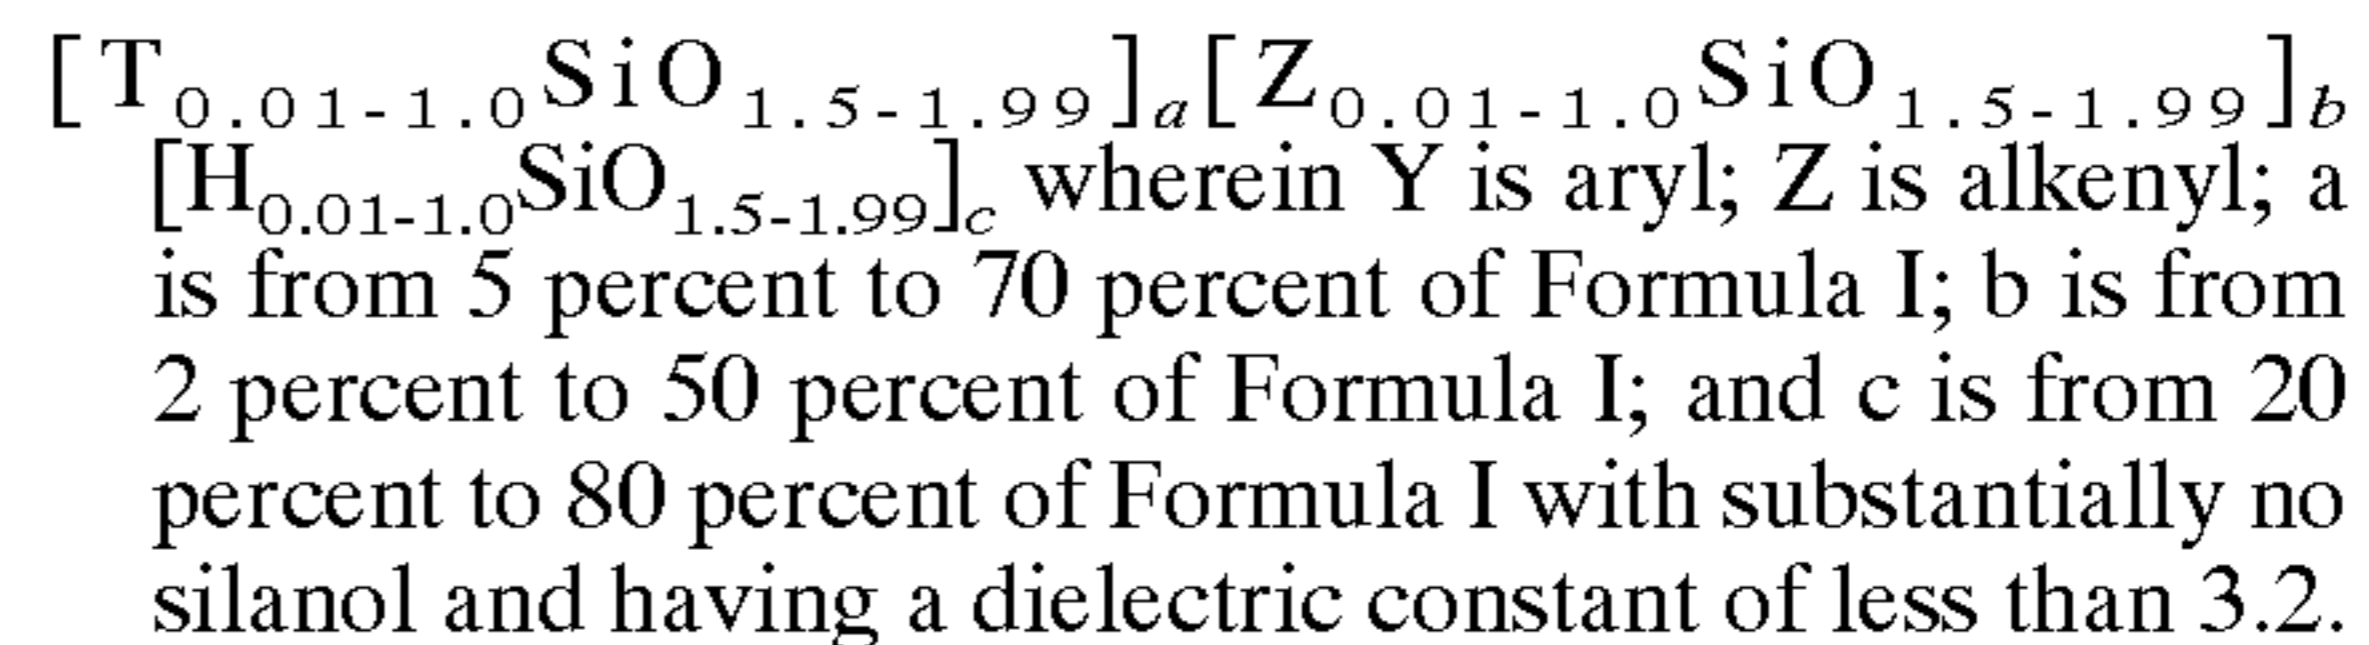 [T0.01-1.0SiO1.5-1.99]a[Z0.01-1.0SiO1.5-1.99]b
[H0.01-1.0SiO1.5-1.99]c wherein Y is aryl; Z is alkenyl; a
is from 5 percent to 70 percent of Formula I; b is from
2 percent to 50 percent of Formula I; and c is from 20
percent to 80 percent of Formula I with substantially no
silanol and having a dielectric constant of less than 3.2.